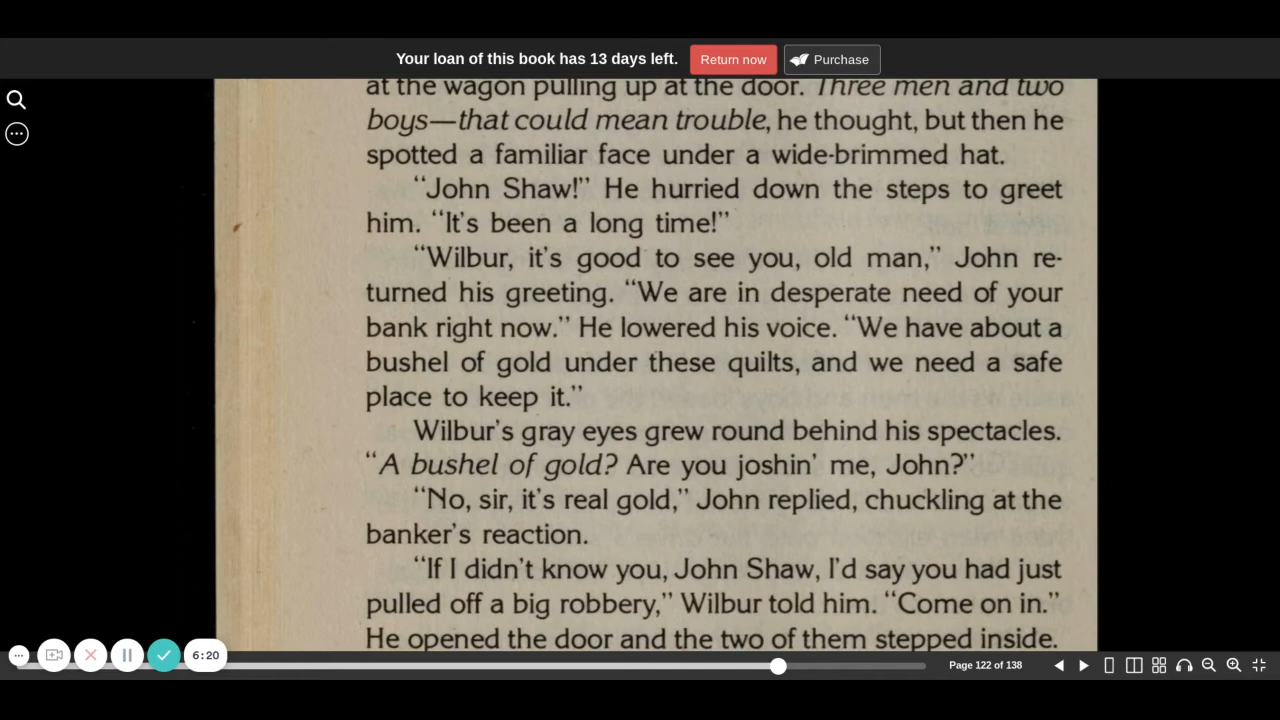 Your loan of this book has 13 days left. Return now Purchase
at the wagon pulling up at the door. Three men and two
boys—that could mean trouble, he thought, but then he
spotted a familiar face under a wide-brimmed hat.
“John Shaw!” He hurried down the steps to greet
him. “It's been a long time!”
“Wilbur, it's good to see you, old man,” John re-
turned his greeting. “We are in desperate need of your
bank right now.” He lowered his voice. “We have about a
bushel of gold under these quilts, and we need a safe
place to keep it.”
Wilbur's gray eyes grew round behind his spectacles.
“A bushel of gold? Are you joshin' me, John?”
“No, sir, it's real gold,” John replied, chuckling at the
banker's reaction.
“If I didn't know you, John Shaw, I'd say you had just
pulled off a big robbery,” Wilbur told him. “Come on in.”
He opened the door and the two of them stepped inside.
6:20
Page 122 of 138